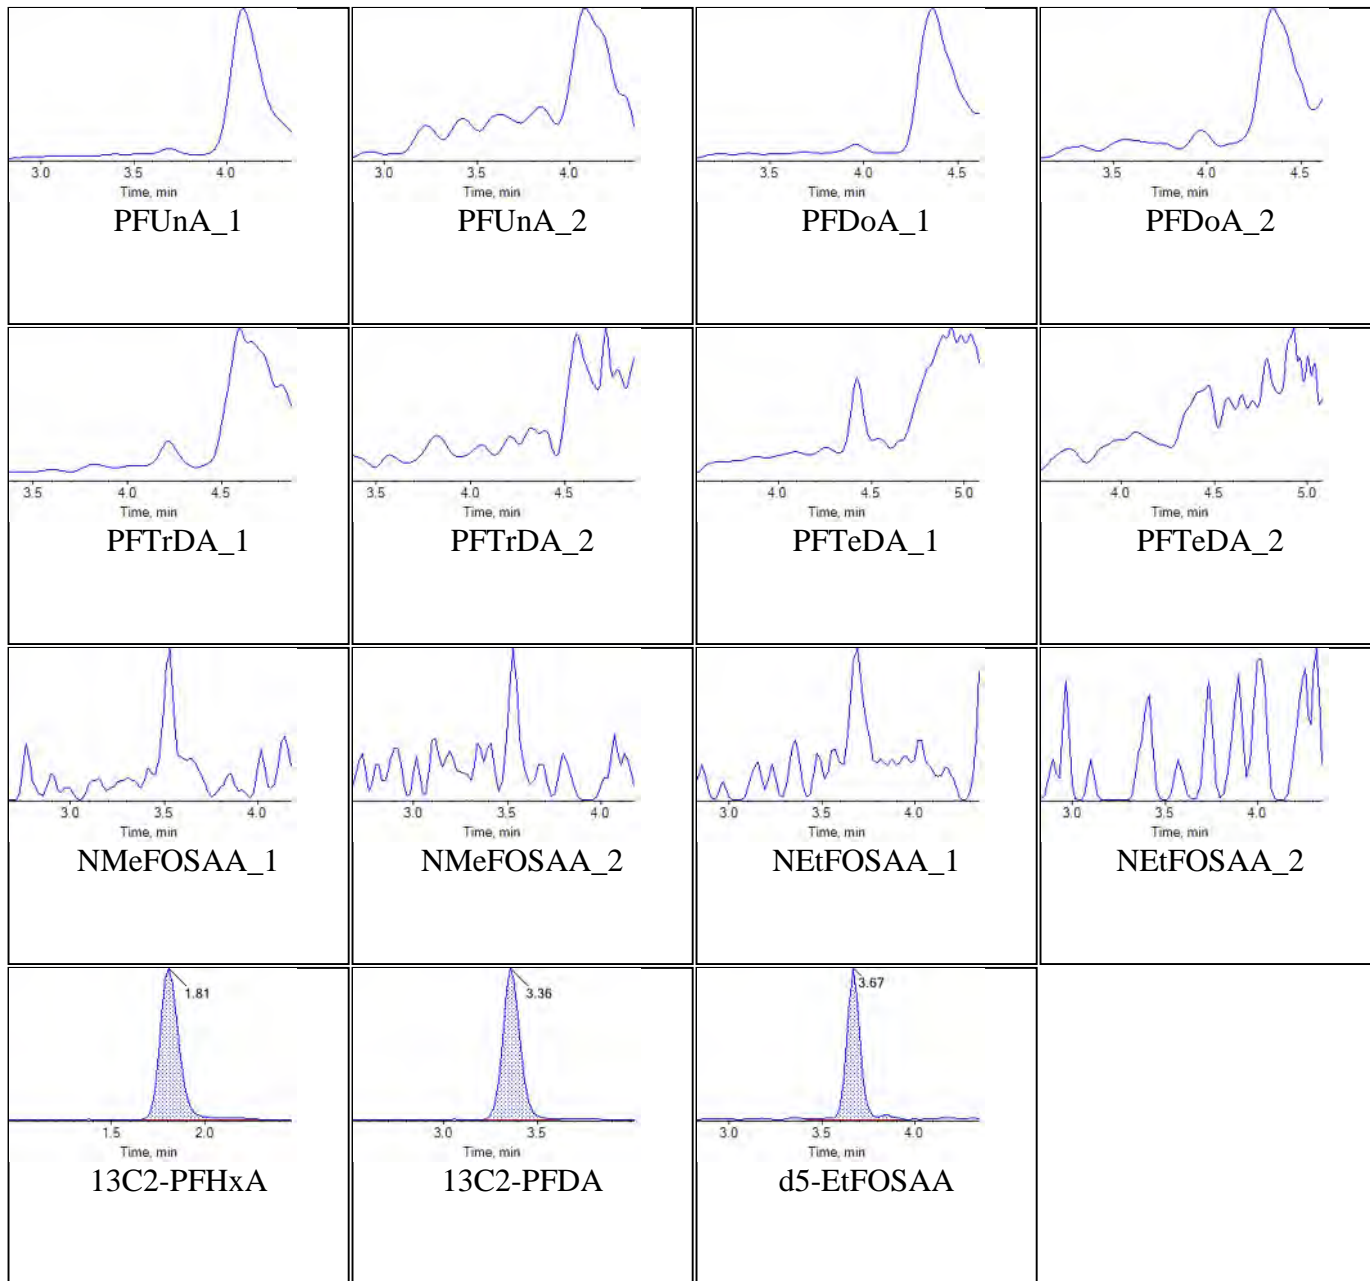 3.0 4.0
Time, min
PFUnA_1
3.0 3.5 4.0
Time, min
PFUnA_2
3.5 4.0 4.5
Time, min
PFDoA_1
3.5 4.0 4.5
Time, min
PFDoA_2
3.5 4.0 4.5
Time, min
PFTrDA_1
3.5 4.0 4.5
Time, min
PFTrDA_2
4.0 4.5 5.0
Time, min
PFTeDA_1
4.0 4.5 5.0
Time, min
PFTeDA_2
3.0 3.5 4.0
Time, min
NMeFOSAA_1
3.0 3.5 4.0
Time, min
NMeFOSAA_2
3.0 3.5 4.0
Time, min
NEtFOSAA_1
3.0 3.5 4.0
Time, min
NEtFOSAA_2
1.81
1.5 2.0
Time, min
13C2-PFHxA
3.36
3.0 3.5
Time, min
13C2-PFDA
3.67
3.0 3.5 4.0
Time, min
d5-EtFOSAA